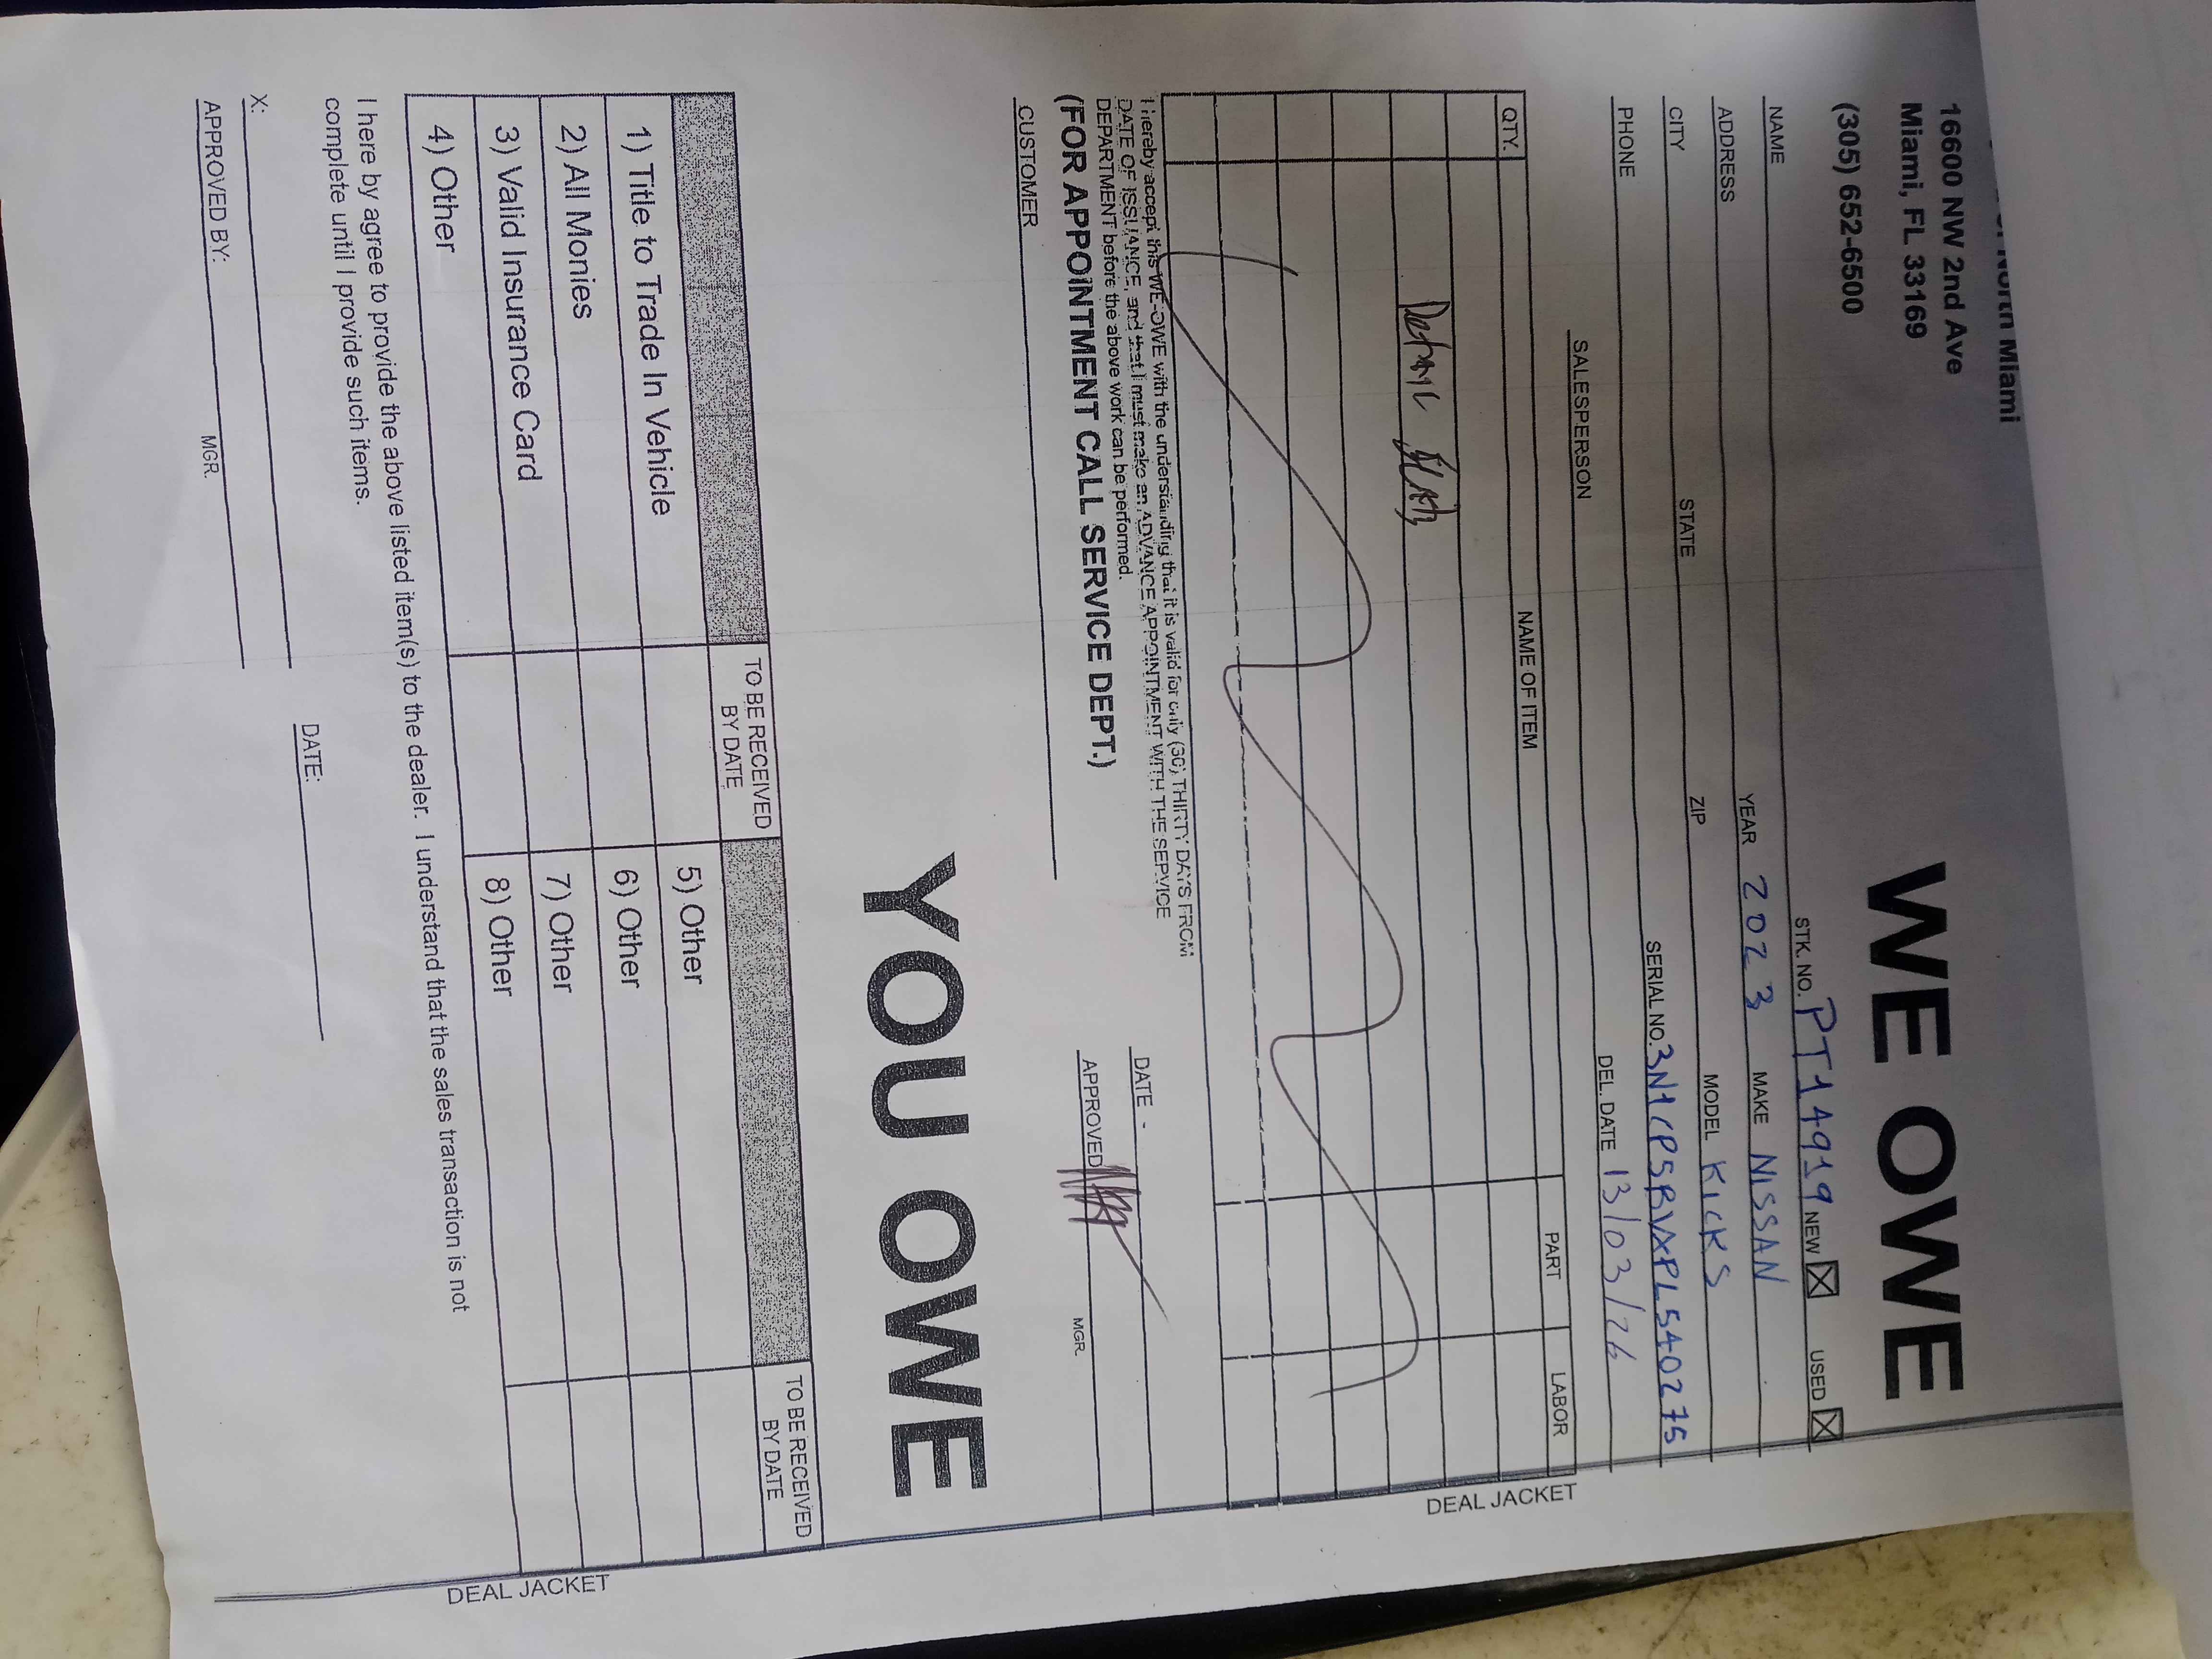 North Miami
16600 NW 2nd Ave
Miami, FL 33169
(305) 652-6500
WE OWE
STK. NO. PT14919 NEW ☒ USED ☒
NAME YEAR 2023 MAKE NISSAN
ADDRESS MODEL KICKS
CITY STATE ZIP SERIAL NO. 3N1CP5BVXPL540275
PHONE DEL. DATE 13/03/26
SALESPERSON
QTY. NAME OF ITEM PART LABOR
I hereby accept this WE-OWE with the understanding that it is valid for only (30) THIRTY DAYS FROM
DATE OF ISSUANCE, and that I must make an ADVANCE APPOINTMENT WITH THE SERVICE
DEPARTMENT before the above work can be performed.
(FOR APPOINTMENT CALL SERVICE DEPT.)
DATE -
CUSTOMER APPROVED MGR.
YOU OWE
TO BE RECEIVED BY DATE TO BE RECEIVED BY DATE
1) Title to Trade In Vehicle 5) Other
2) All Monies 6) Other
3) Valid Insurance Card 7) Other
4) Other 8) Other
I here by agree to provide the above listed item(s) to the dealer. I understand that the sales transaction is not
complete until I provide such items.
X: DATE:
APPROVED BY: MGR.
DEAL JACKET
DEAL JACKET